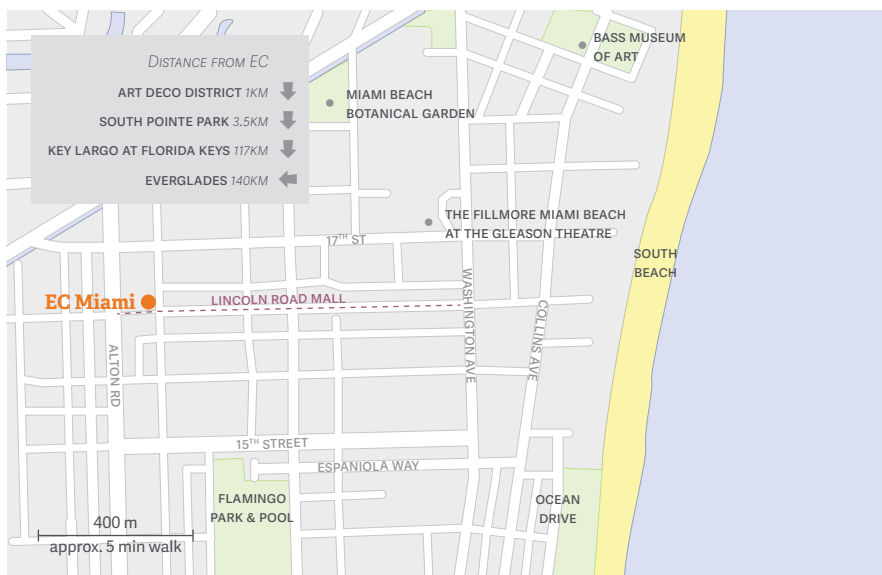 BASS MUSEUM
OF ART
DISTANCE FROM EC
ART DECO DISTRICT 1KM
SOUTH POINTE PARK 3.5KM
KEY LARGO AT FLORIDA KEYS 117KM
EVERGLADES 140KM
MIAMI BEACH
BOTANICAL GARDEN
THE FILLMORE MIAMI BEACH
AT THE GLEASON THEATRE
17TH ST
SOUTH
BEACH
EC Miami
LINCOLN ROAD MALL
WASHINGTON AVE
COLLINS AVE
ALTON RD
15TH STREET
ESPANIOLA WAY
FLAMINGO
PARK & POOL
OCEAN
DRIVE
400 m
approx. 5 min walk